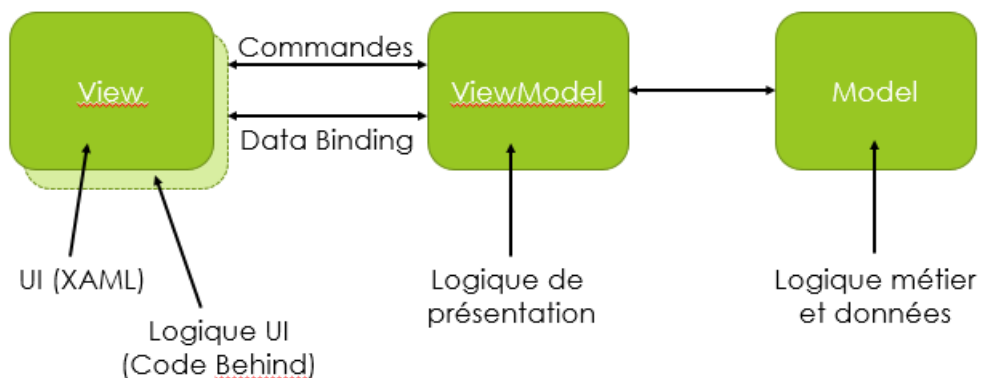 Commandes
View
ViewModel
Model
Data Binding
UI (XAML)
Logique UI
(Code Behind)
Logique de
présentation
Logique métier
et données